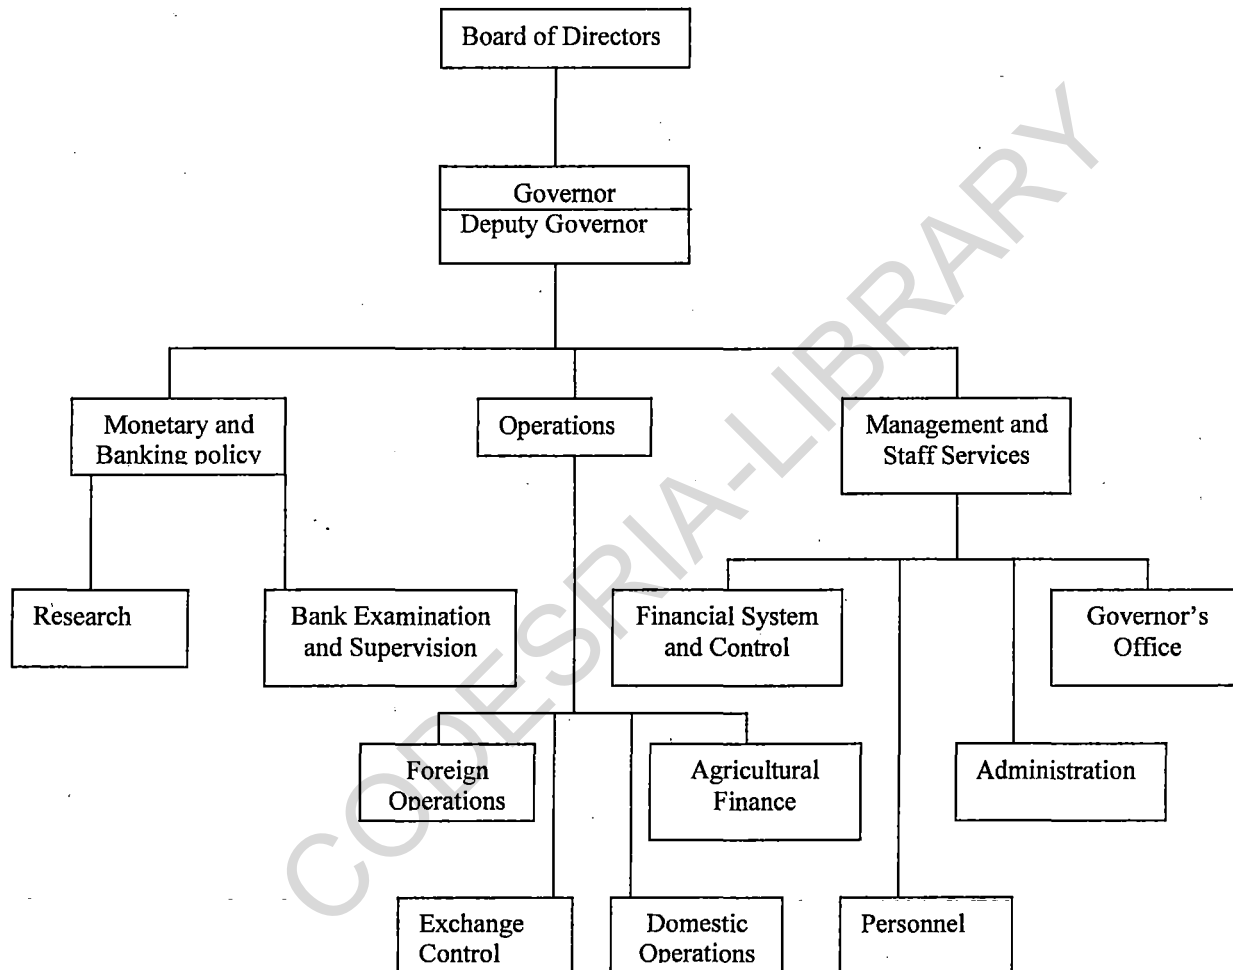 Board of Directors
Governor
Deputy Governor
Monetary and
Banking policy
Operations
Management and
Staff Services
Research
Bank Examination
and Supervision
Financial System
and Control
Governor's
Office
Foreign
Operations
Agricultural
Finance
Administration
Exchange
Control
Domestic
Operations
Personnel
CODESRIA-LIBRARY